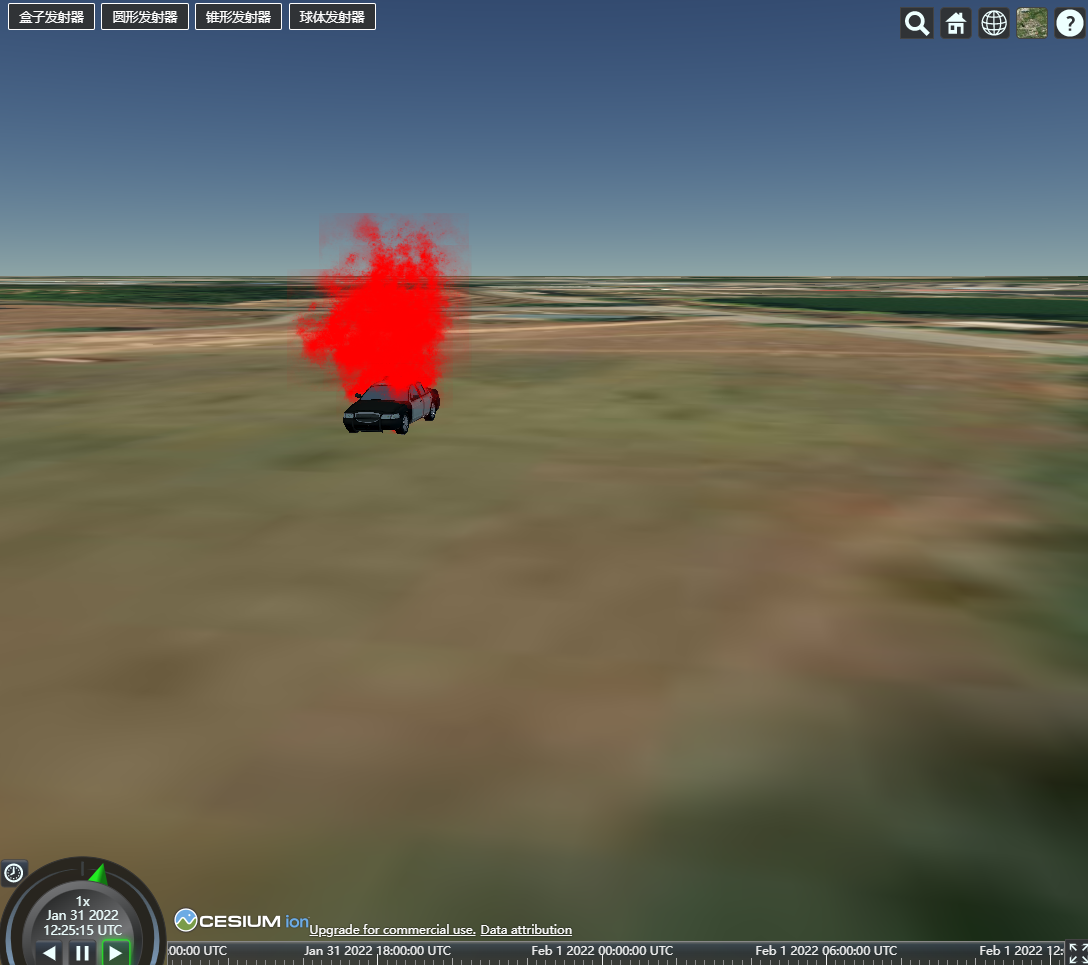 盒子发射器
圆形发射器
锥形发射器
球体发射器
?
1x
Jan 31 2022
12:25:15 UTC
CESIUM ion
Upgrade for commercial use. Data attribution
:00:00 UTC
Jan 31 2022 18:00:00 UTC
Feb 1 2022 00:00:00 UTC
Feb 1 2022 06:00:00 UTC
Feb 1 2022 12: